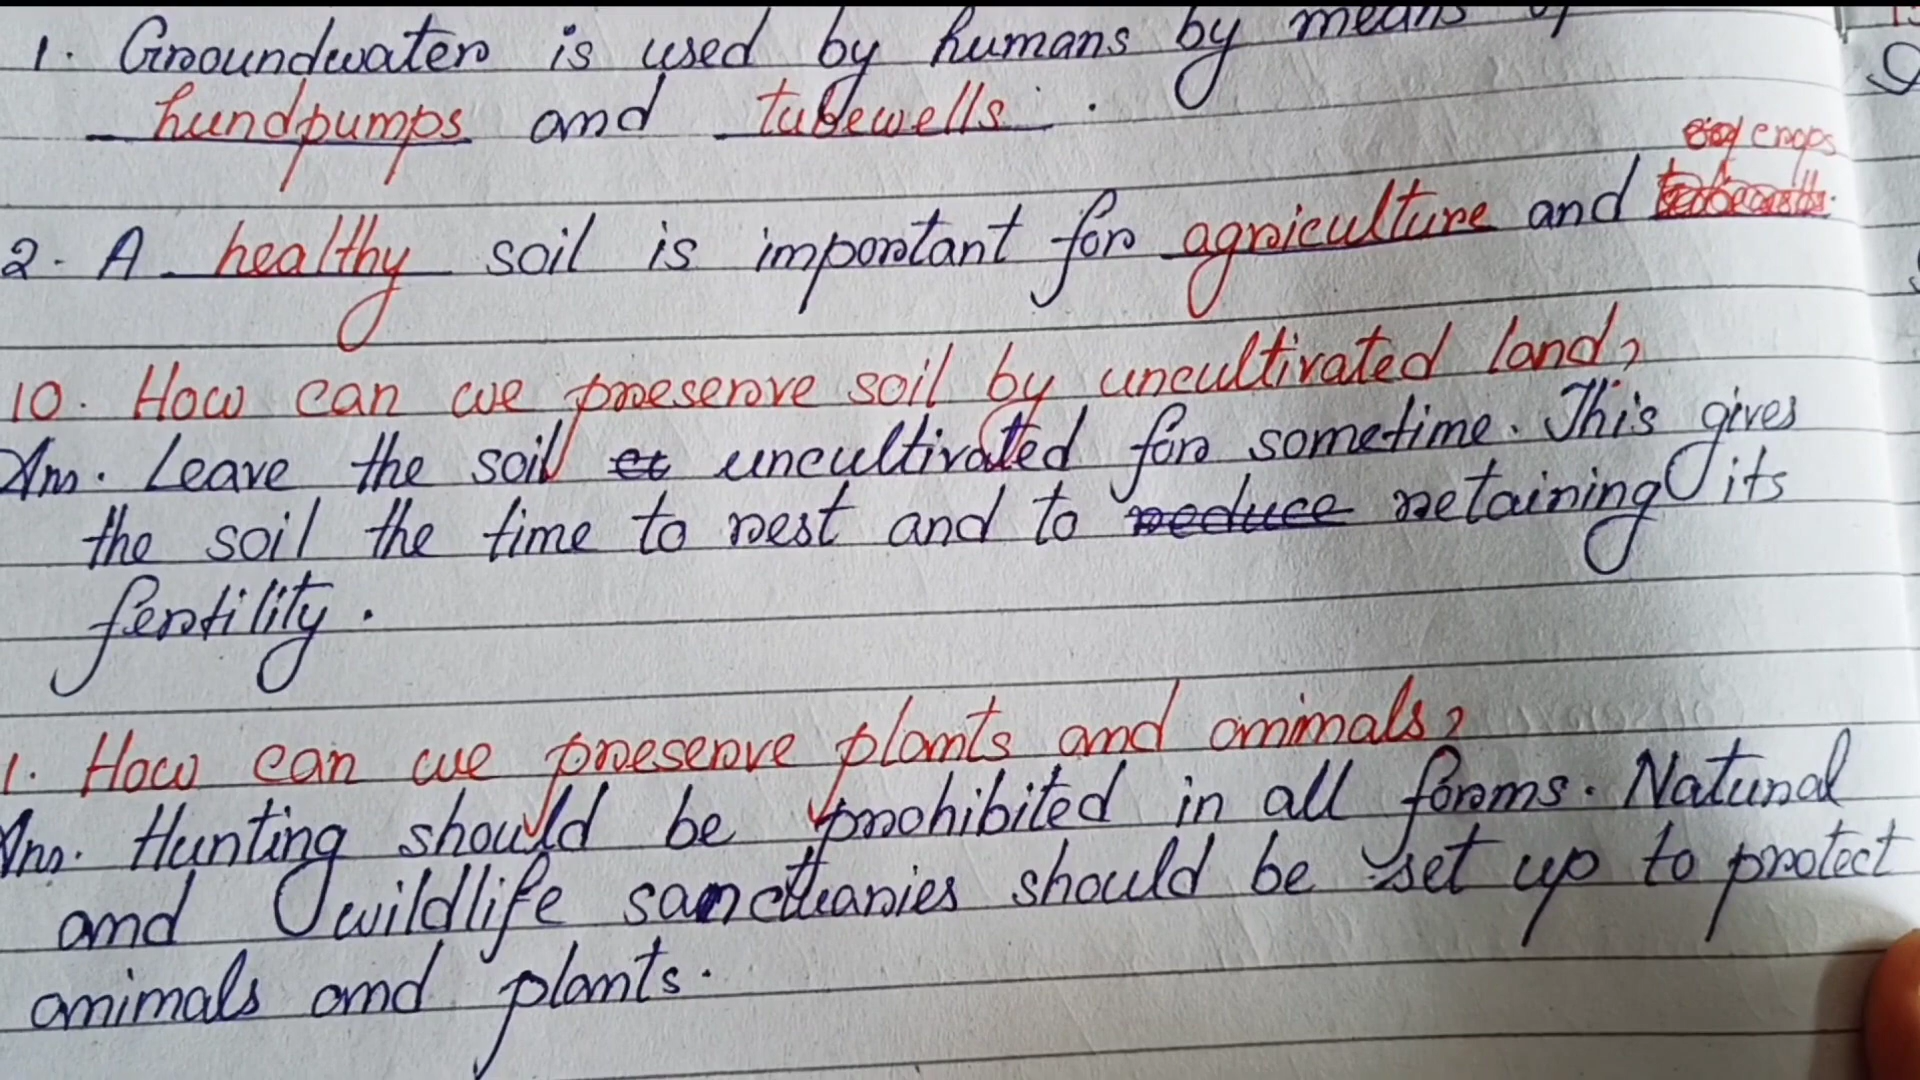 1. Groundwater is used by humans by means of
hundpumps and tubewells.
crops
2. A healthy soil is important for agriculture and
10. How can we preserve soil by uncultivated land?
Ans. Leave the soil uncultivated for sometime. This gives
the soil the time to rest and to reduce retaining its
fertility.
1. How can we preserve plants and animals?
Ans. Hunting should be prohibited in all forms. Natural
and wildlife sanctuaries should be set up to protect
animals and plants.